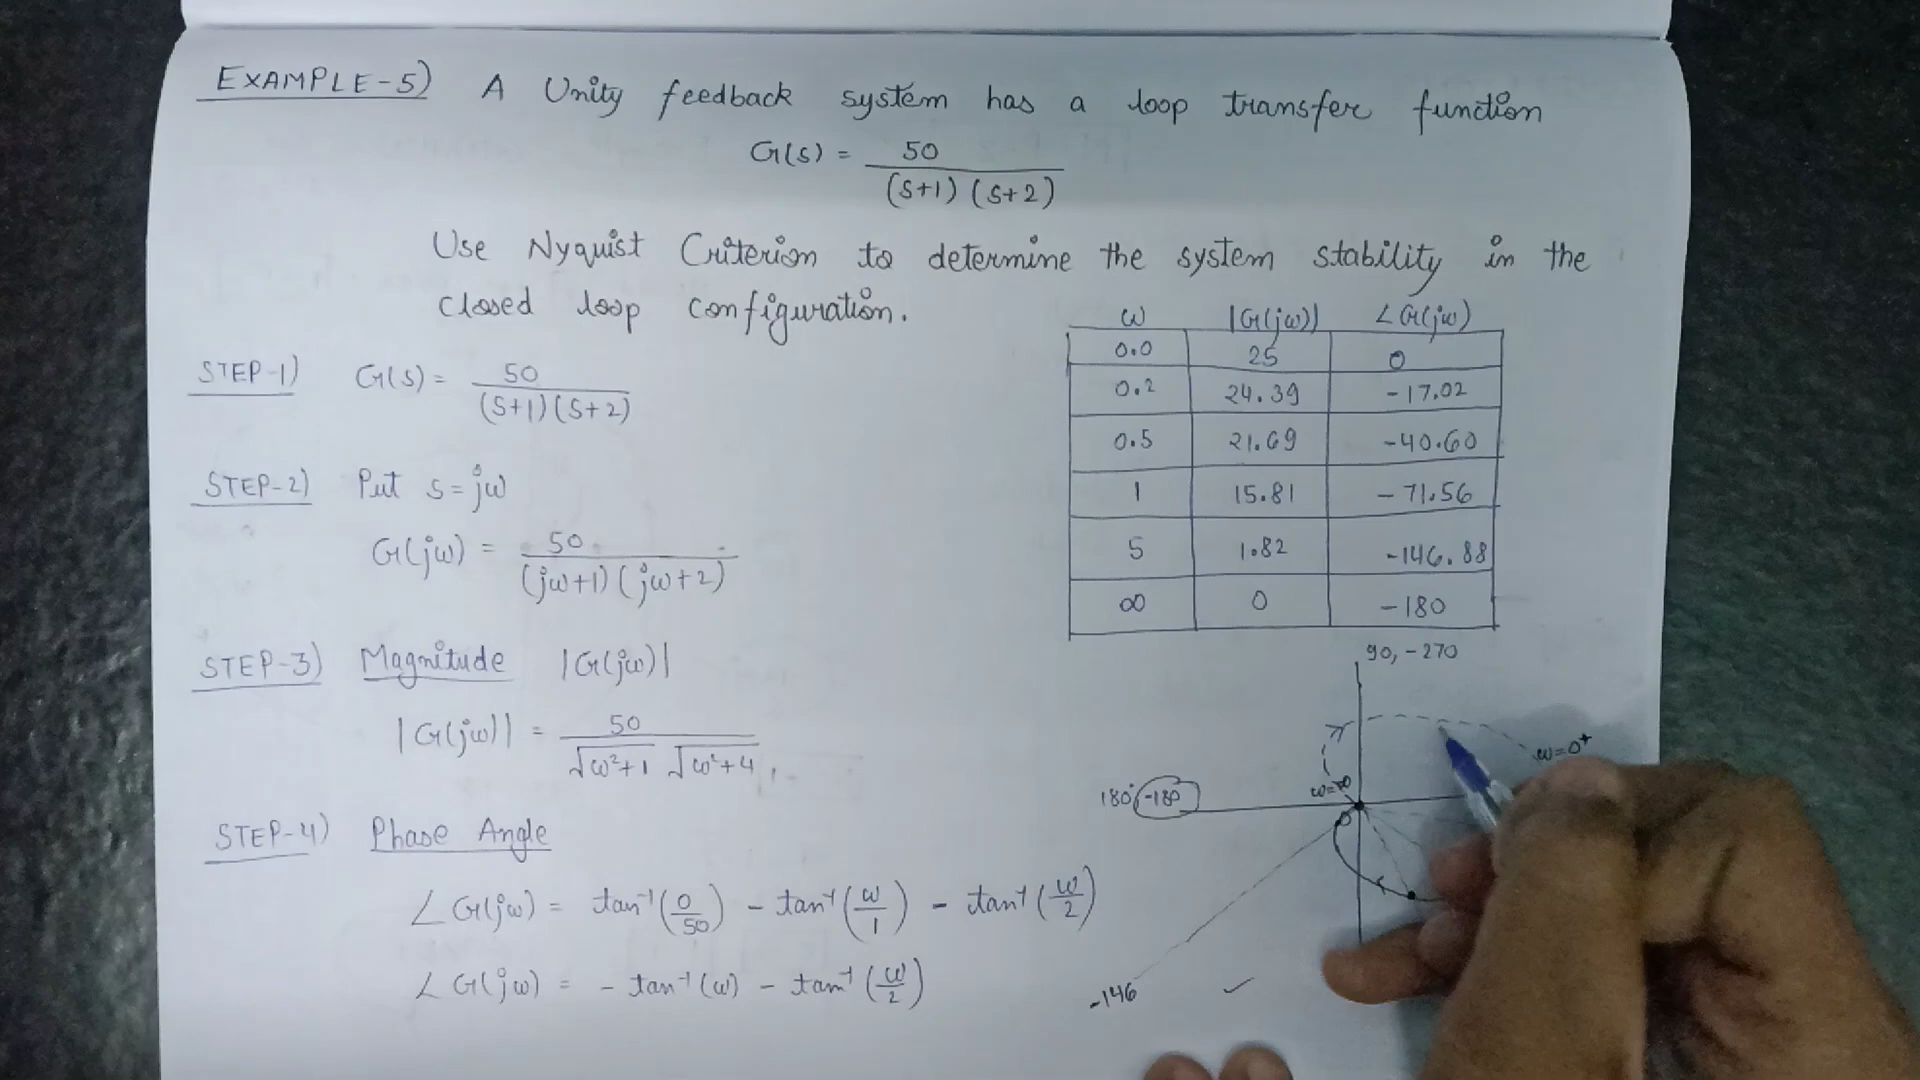 EXAMPLE-5) A Unity feedback system has a loop transfer function
G(s) = 50 / (s+1) (s+2)
Use Nyquist Criterion to determine the system stability in the
closed loop configuration.
STEP-1) G(s) = 50 / (s+1)(s+2)
STEP-2) Put s = jω
G(jω) = 50 / (jω+1) (jω+2)
STEP-3) Magnitude |G(jω)|
|G(jω)| = 50 / √ω²+1 √ω²+4
STEP-4) Phase Angle
∠G(jω) = tan⁻¹(0/50) - tan⁻¹(ω/1) - tan⁻¹(ω/2)
∠G(jω) = - tan⁻¹(ω) - tan⁻¹(ω/2)
ω |G(jω)| ∠G(jω)
0.0 25 0
0.2 24.39 -17.02
0.5 21.69 -40.60
1 15.81 -71.56
5 1.82 -146.88
∞ 0 -180
90, -270
ω=0⁺
ω=∞
180° -180
0
-146